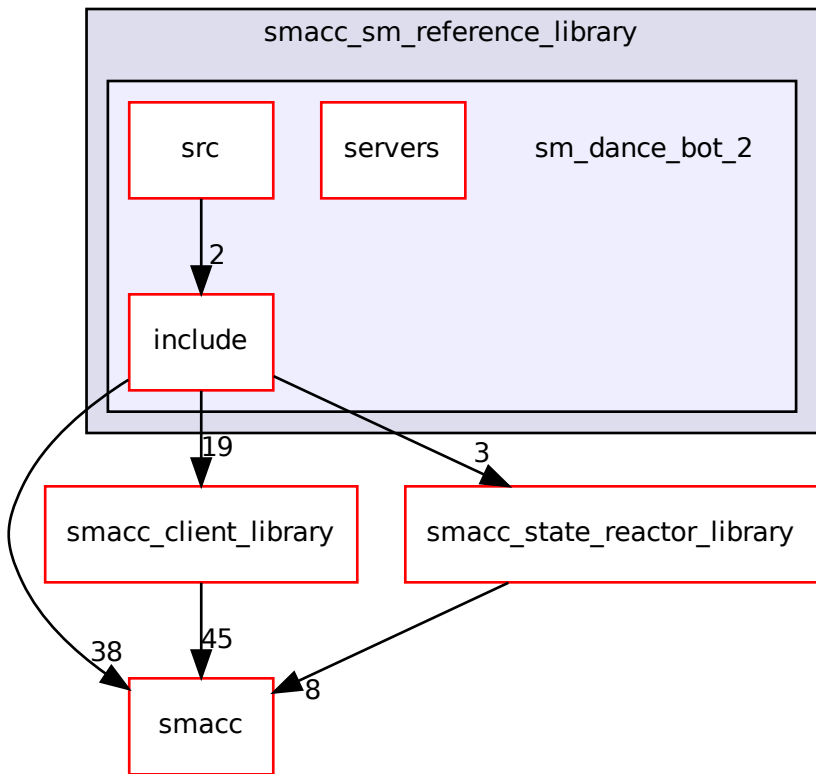 smacc_sm_reference_library
src
servers
sm_dance_bot_2
2
include
19
3
smacc_client_library
smacc_state_reactor_library
38
45
8
smacc